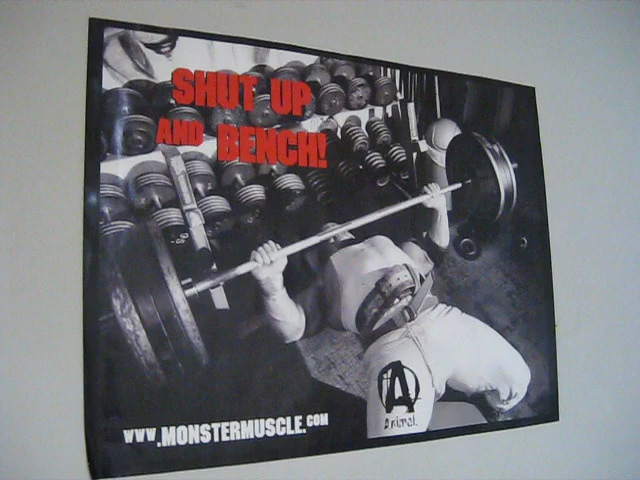 SHUT UP
AND BENCH!
A
Animal
www.MONSTERMUSCLE.COM